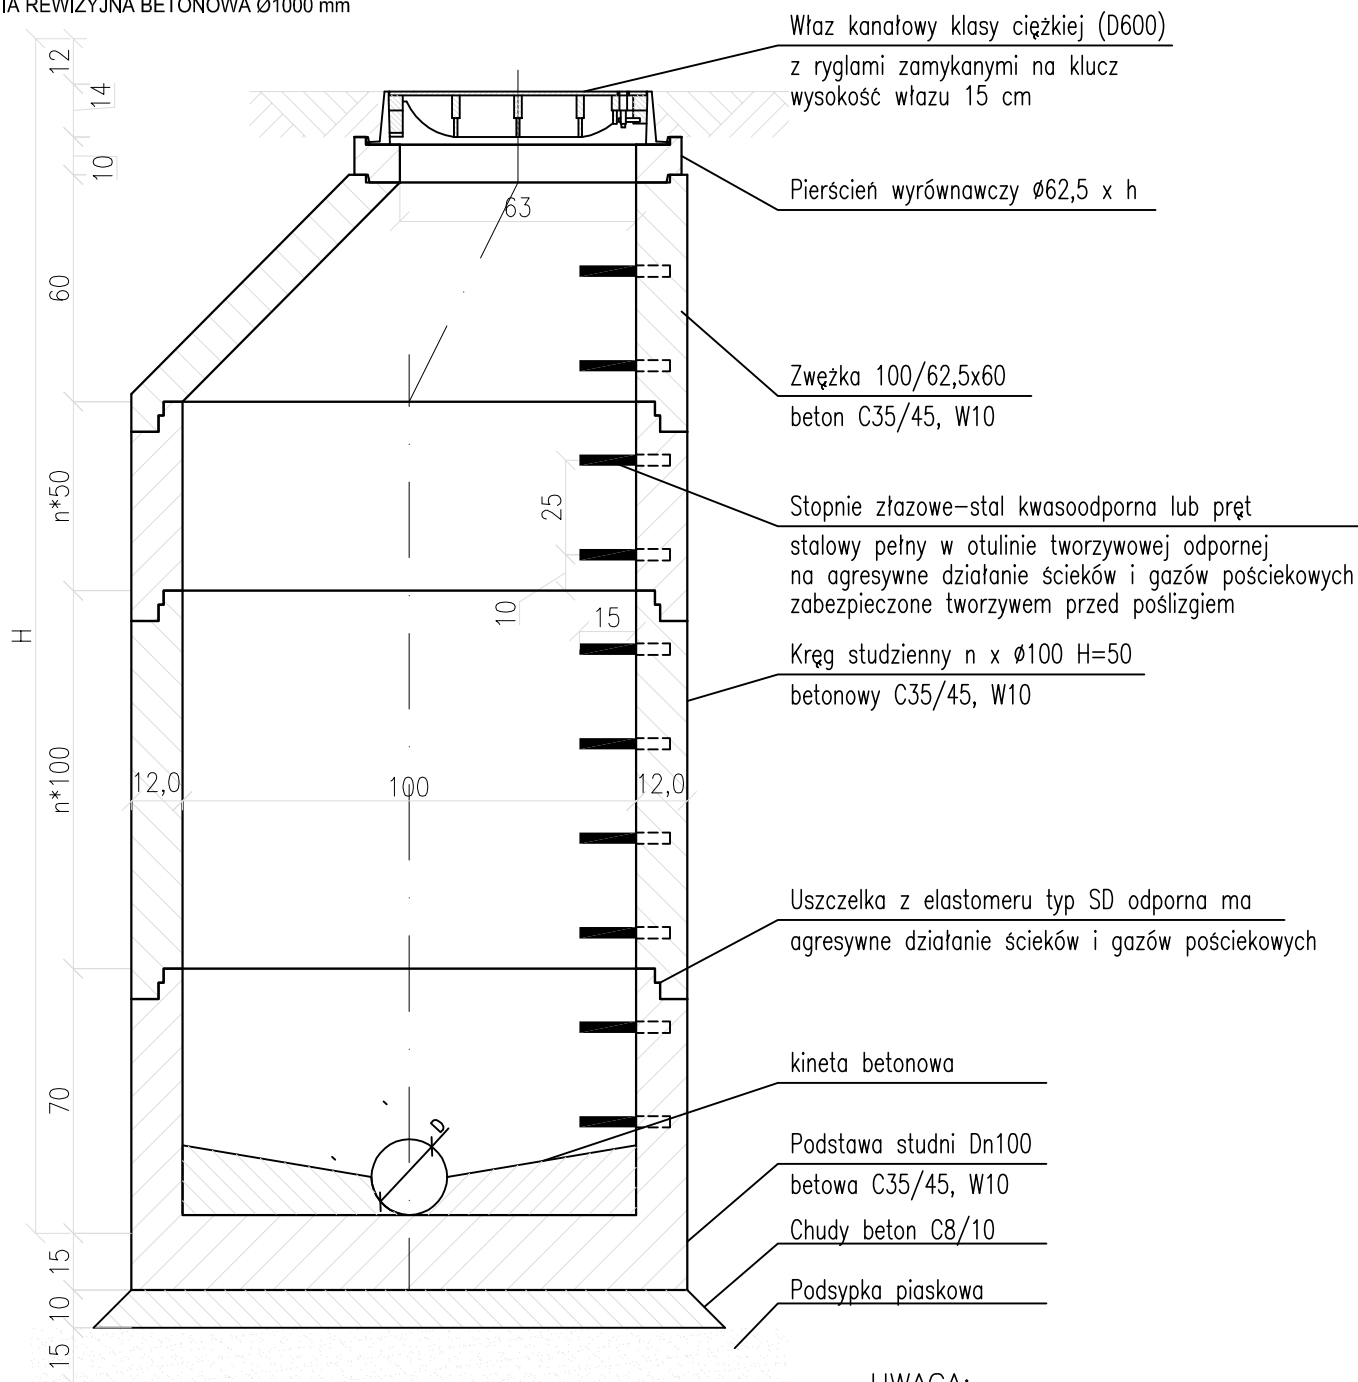 IA REWIZYJNA BETONOWA Ø1000 mm
Właz kanałowy klasy ciężkiej (D600)
z ryglami zamykanymi na klucz
wysokość włazu 15 cm
Pierścień wyrównawczy Ø62,5 x h
Zwężka 100/62,5x60
beton C35/45, W10
Stopnie złazowe-stal kwasoodporna lub pręt
stalowy pełny w otulinie tworzywowej odpornej
na agresywne działanie ścieków i gazów pościekowych
zabezpieczone tworzywem przed poślizgiem
Kręg studzienny n x Ø100 H=50
betonowy C35/45, W10
Uszczelka z elastomeru typ SD odporna ma
agresywne działanie ścieków i gazów pościekowych
kineta betonowa
Podstawa studni Dn100
betowa C35/45, W10
Chudy beton C8/10
Podsypka piaskowa
UWAGA:
12
14
10
60
n*50
H
n*100
70
15
10
15
63
25
10
15
12,0
100
12,0
D